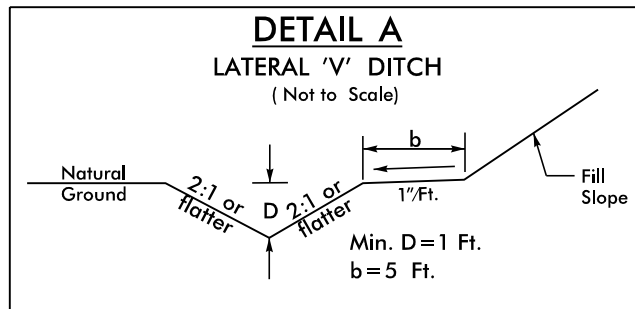 DETAIL A
LATERAL 'V' DITCH
( Not to Scale)
b
Natural
Ground
2:1 or
flatter
D
2:1 or
flatter
1"/Ft.
Fill
Slope
Min. D=1 Ft.
b=5 Ft.